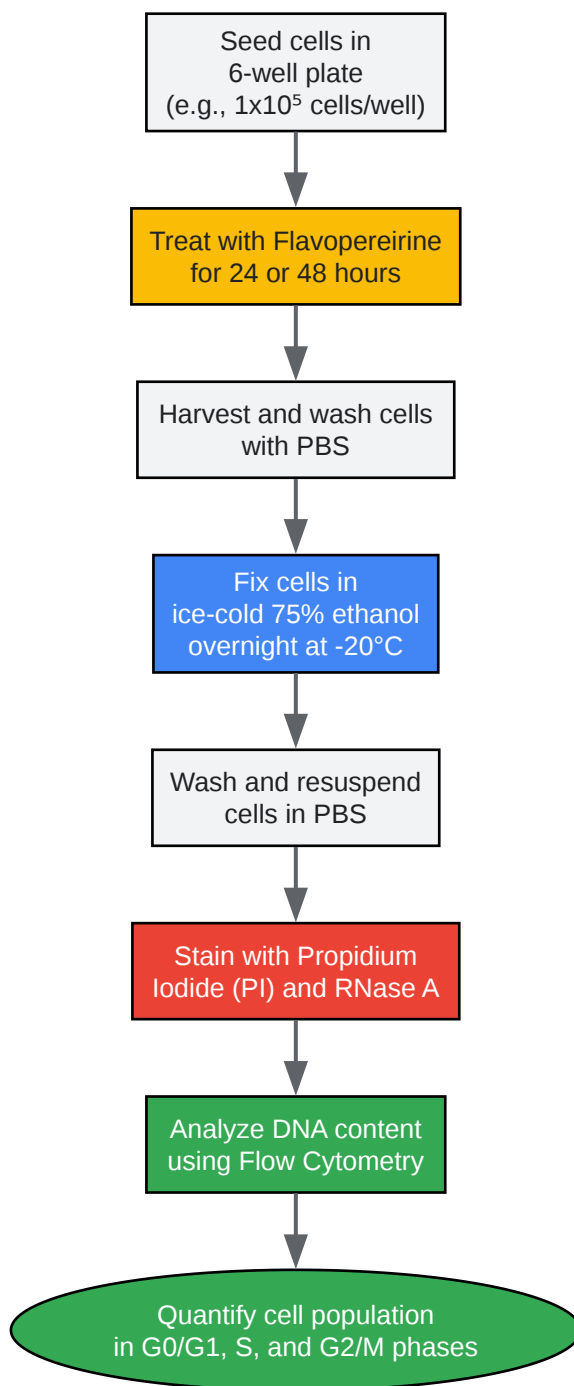 Seed cells in
6-well plate
(e.g., 1x10⁵ cells/well)
Treat with Flavopereirine
for 24 or 48 hours
Harvest and wash cells
with PBS
Fix cells in
ice-cold 75% ethanol
overnight at -20°C
Wash and resuspend
cells in PBS
Stain with Propidium
Iodide (PI) and RNase A
Analyze DNA content
using Flow Cytometry
Quantify cell population
in G0/G1, S, and G2/M phases